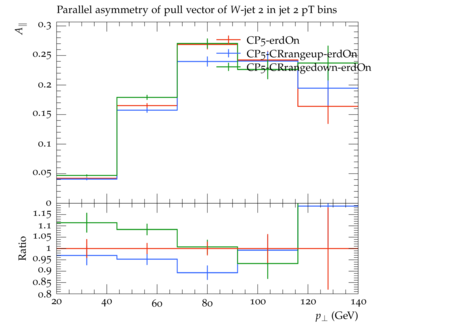 Parallel asymmetry of pull vector of W-jet 2 in jet 2 pT bins
A∥
0.3
0.25
0.2
0.15
0.1
0.05
0
CP5-erdOn
CP5-CRrangeup-erdOn
CP5-CRrangedown-erdOn
Ratio
1.15
1.1
1.05
1
0.95
0.9
0.85
0.8
20 40 60 80 100 120 140
p⊥ (GeV)